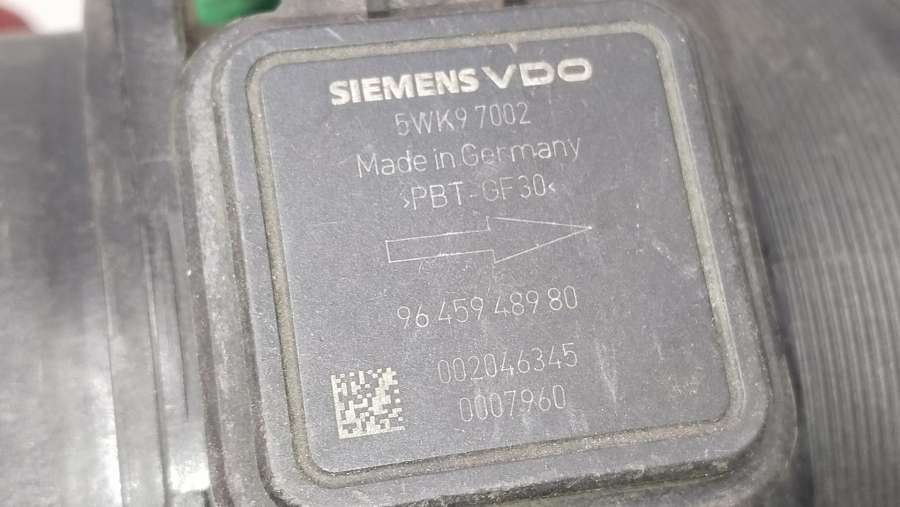 SIEMENS VDO
5WK9 7002
Made in Germany
>PBT-GF30<
96 459 489 80
002046345
0007960